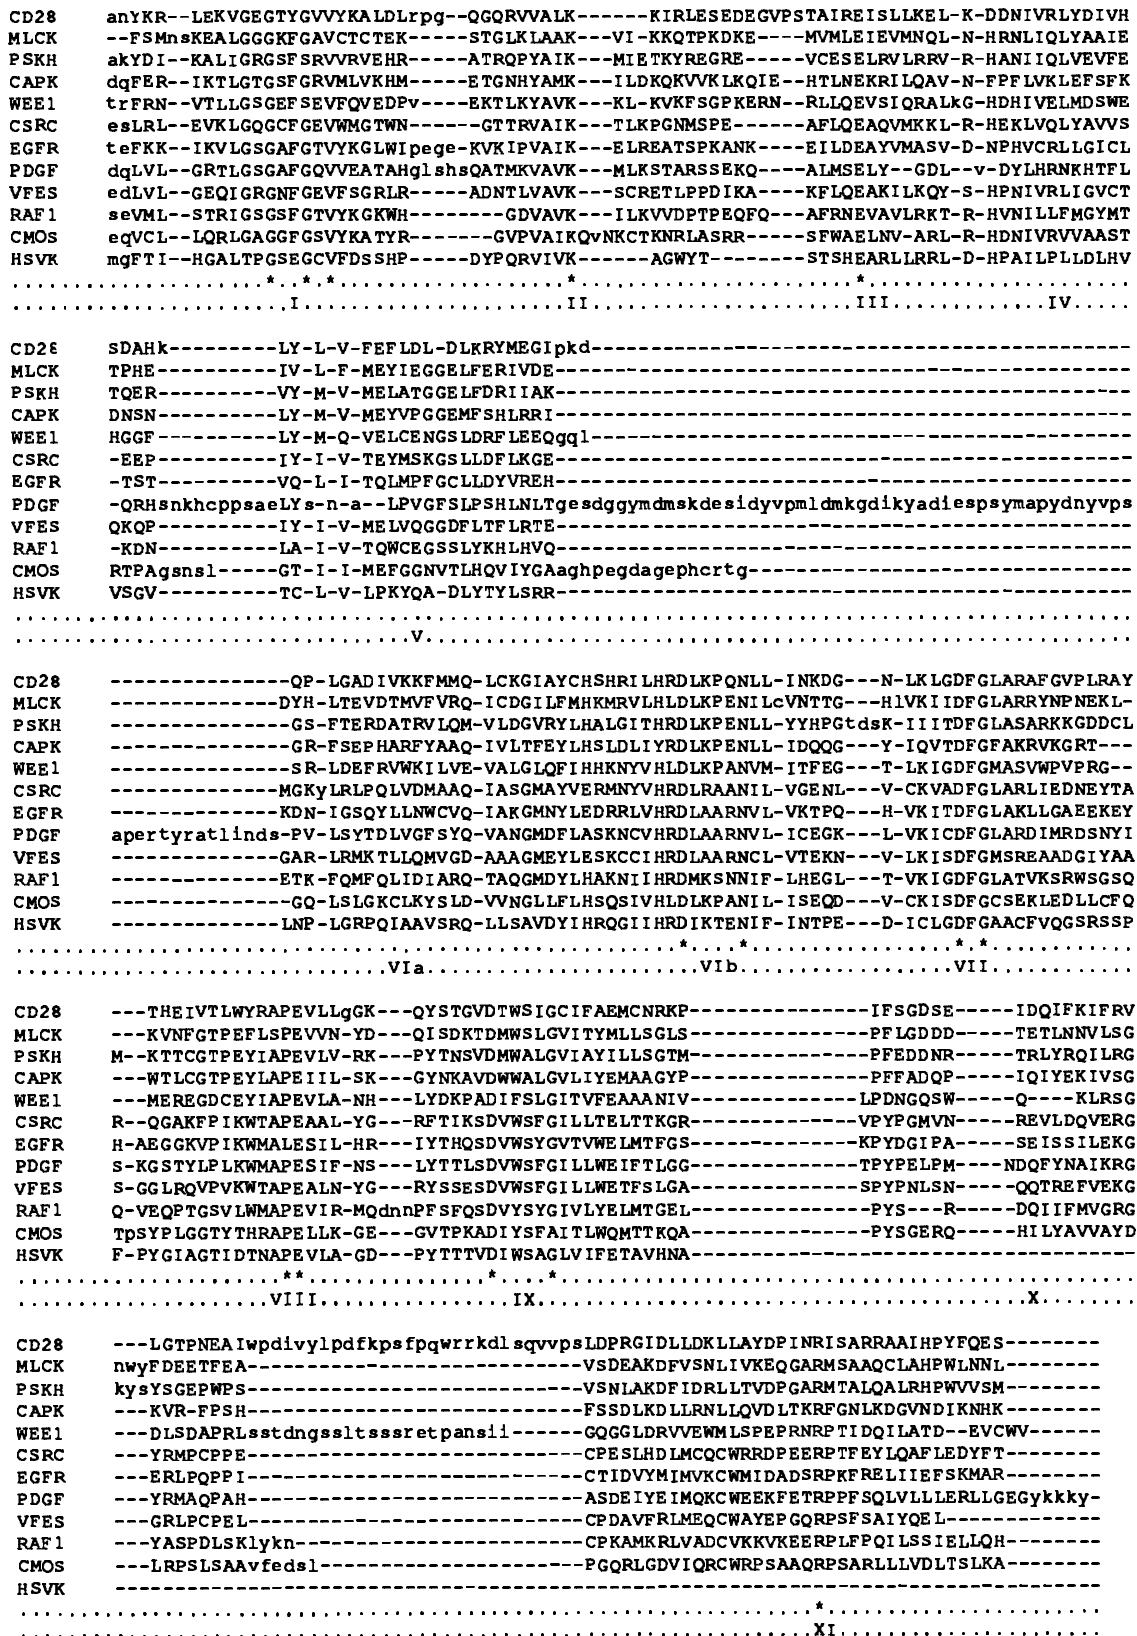 CD28 anYKR--LEKVGEGTYGVVYKALDLrpg--QGQRVVALK------KIRLESEDEGVPSTAIREISLLKEL-K-DDNIVRLYDIVH
MLCK --FSMnsKEALGGGKFGAVCTCTEK-----STGLKLAAK---VI-KKQTPKDKE----MVMLEIEVMNQL-N-HRNLIQLYAAIE
PSKH akYDI--KALIGRGSFSRVVRVEHR-----ATRQPYAIK---MIETKYREGRE-----VCESELRVLRRV-R-HANIIQLVEVFE
CAPK dqFER--IKTLGTGSFGRVMLVKHM-----ETGNHYAMK---ILDKQKVVKLKQIE--HTLNEKRILQAV-N-FPFLVKLEFSFK
WEE1 trFRN--VTLLGSGEFSEVFQVEDPv----EKTLKYAVK---KL-KVKFSGPKERN--RLLQEVSIQRALkG-HDHIVELMDSWE
CSRC esLRL--EVKLGQGCFGEVWMGTWN------GTTRVAIK---TLKPGNMSPE------AFLQEAQVMKKL-R-HEKLVQLYAVVS
EGFR teFKK--IKVLGSGAFGTVYKGLWIpege-KVKIPVAIK---ELREATSPKANK----EILDEAYVMASV-D-NPHVCRLLGICL
PDGF dqLVL--GRTLGSGAFGQVVEATAHglshsQATMKVAVK---MLKSTARSSEKQ----ALMSELY--GDL--v-DYLHRNKHTFL
VFES edLVL--GEQIGRGNFGEVFSGRLR-----ADNTLVAVK---SCRETLPPDIKA----KFLQEAKILKQY-S-HPNIVRLIGVCT
RAF1 seVML--STRIGSGSFGTVYKGKWH-------GDVAVK---ILKVVDPTPEQFQ---AFRNEVAVLRKT-R-HVNILLFMGYMT
CMOS eqVCL--LQRLGAGGFGSVYKATYR-------GVPVAIKQvNKCTKNRLASRR-----SFWAELNV-ARL-R-HDNIVRVVAAST
HSVK mgFTI--HGALTPGSEGCVFDSSHP-----DYPQRVIVK------AGWYT-------STSHEARLLRRL-D-HPAILPLLDLHV
* * * * *
I II III IV
CD28 SDAHk---------LY-L-V-FEFLDL-DLKRYMEGIpkd
MLCK TPHE----------IV-L-F-MEYIEGGELFERIVDE
PSKH TQER----------VY-M-V-MELATGGELFDRIIAK
CAPK DNSN----------LY-M-V-MEYVPGGEMFSHLRRI
WEE1 HGGF----------LY-M-Q-VELCENGSLDRFLEEQgql
CSRC -EEP----------IY-I-V-TEYMSKGSLLDFLKGE
EGFR -TST----------VQ-L-I-TQLMPFGCLLDYVREH
PDGF -QRHsnkhcppsaeLYs-n-a--LPVGFSLPSHLNLTgesdggymdmskdesidyvpmldmkgdikyadiespsymapydnyvps
VFES QKQP----------IY-I-V-MELVQGGDFLTFLRTE
RAF1 -KDN----------LA-I-V-TQWCEGSSLYKHLHVQ
CMOS RTPAgsnsl-----GT-I-I-MEFGGNVTLHQVIYGAaghpegdagephcrtg
HSVK VSGV----------TC-L-V-LPKYQA-DLYTYLSRR
V
CD28 --------------QP-LGADIVKKFMMQ-LCKGIAYCHSHRILHRDLKPQNLL-INKDG---N-LKLGDFGLARAFGVPLRAY
MLCK -------------DYH-LTEVDTMVFVRQ-ICDGILFMHKMRVLHLDLKPENILcVNTTG---HlVKIIDFGLARRYNPNEKL-
PSKH --------------GS-FTERDATRVLQM-VLDGVRYLHALGITHRDLKPENLL-YYHPGtdsK-IIITDFGLASARKKGDDCL
CAPK --------------GR-FSEPHARFYAAQ-IVLTFEYLHSLDLIYRDLKPENLL-IDQQG---Y-IQVTDFGFAKRVKGRT---
WEE1 --------------SR-LDEFRVWKILVE-VALGLQFIHHKNYVHLDLKPANVM-ITFEG---T-LKIGDFGMASVWPVPRG--
CSRC -------------MGKyLRLPQLVDMAAQ-IASGMAYVERMNYVHRDLRAANIL-VGENL---V-CKVADFGLARLIEDNEYTA
EGFR -------------KDN-IGSQYLLNWCVQ-IAKGMNYLEDRRLVHRDLAARNVL-VKTPQ---H-VKITDFGLAKLLGAEEKEY
PDGF apertyratlinds-PV-LSYTDLVGFSYQ-VANGMDFLASKNCVHRDLAARNVL-ICEGK---L-VKICDFGLARDIMRDSNYI
VFES -------------GAR-LRMKTLLQMVGD-AAAGMEYLESKCCIHRDLAARNCL-VTEKN---V-LKISDFGMSREAADGIYAA
RAF1 -------------ETK-FQMFQLIDIARQ-TAQGMDYLHAKNIIHRDMKSNNIF-LHEGL---T-VKIGDFGLATVKSRWSGSQ
CMOS --------------GQ-LSLGKCLKYSLD-VVNGLLFLHSQSIVHLDLKPANIL-ISEQD---V-CKISDFGCSEKLEDLLCFQ
HSVK -------------LNP-LGRPQIAAVSRQ-LLSAVDYIHRQGIIHRDIKTENIF-INTPE---D-ICLGDFGAACFVQGSRSSP
* * * *
VIa VIb VII
CD28 ---THEIVTLWYRAPEVLLgGK---QYSTGVDTWSIGCIFAEMCNRKP-------------IFSGDSE-----IDQIFKIFRV
MLCK ---KVNFGTPEFLSPEVVN-YD---QISDKTDMWSLGVITYMLLSGLS-------------PFLGDDD-----TETLNNVLSG
PSKH M--KTTCGTPEYIAPEVLV-RK---PYTNSVDMWALGVIAYILLSGTM-------------PFEDDNR-----TRLYRQILRG
CAPK ---WTLCGTPEYLAPEIIL-SK---GYNKAVDWWALGVLIYEMAAGYP-------------PFFADQP-----IQIYEKIVSG
WEE1 ---MEREGDCEYIAPEVLA-NH---LYDKPADIFSLGITVFEAAANIV------------LPDNGQSW-----Q----KLRSG
CSRC R--QGAKFPIKWTAPEAAL-YG---RFTIKSDVWSFGILLTELTTKGR------------VPYPGMVN----REVLDQVERG
EGFR H-AEGGKVPIKWMALESIL-HR---IYTHQSDVWSYGVTVWELMTFGS------------KPYDGIPA----SEISSILEKG
PDGF S-KGSTYLPLKWMAPESIF-NS---LYTTLSDVWSFGILLWEIFTLGG------------TPYPELPM---NDQFYNAIKRG
VFES S-GGLRQVPVKWTAPEALN-YG---RYSSESDVWSFGILLWETFSLGA------------SPYPNLSN----QQTREFVEKG
RAF1 Q-VEQPTGSVLWMAPEVIR-MQdnnPFSFQSDVYSYGIVLYELMTGEL-------------PYS---R----DQIIFMVGRG
CMOS TpSYPLGGTYTHRAPELLK-GE---GVTPKADIYSFAITLWQMTTKQA-------------PYSGERQ-----HILYAVVAYD
HSVK F-PYGIAGTIDTNAPEVLA-GD---PYTTTVDIWSAGLVIFETAVHNA
** * *
VIII IX X
CD28 ---LGTPNEAIwpdivylpdfkpsfpqwrrkdlsqvvpsLDPRGIDLLDKLLAYDPINRISARRAAIHPYFQES-------
MLCK nwyFDEETFEA--------------------------VSDEAKDFVSNLIVKEQGARMSAAQCLAHPWLNNL-------
PSKH kysYSGEPWPS--------------------------VSNLAKDFIDRLLTVDPGARMTALQALRHPWVVSM-------
CAPK ---KVR-FPSH--------------------------FSSDLKDLLRNLLQVDLTKRFGNLKDGVNDIKNHK-------
WEE1 ---DLSDAPRLsstdngssltsssretpansii------GQGGLDRVVEWMLSPEPRNRPTIDQILATD--EVCWV-----
CSRC ---YRMPCPPE--------------------------CPESLHDLMCQCWRRDPEERPTFEYLQAFLEDYFT-------
EGFR ---ERLPQPPI--------------------------CTIDVYMIMVKCWMIDADSRPKFRELIIEFSKMAR-------
PDGF ---YRMAQPAH--------------------------ASDEIYEIMQKCWEEKFETRPPFSQLVLLLERLLGEGykkky-
VFES ---GRLPCPEL--------------------------CPDAVFRLMEQCWAYEPGQRPSFSAIYQEL------------
RAF1 ---YASPDLSKlykn----------------------CPKAMKRLVADCVKKVKEERPLFPQILSSIELLQH-------
CMOS ---LRPSLSAAvfedsl--------------------PGQRLGDVIQRCWRPSAAQRPSARLLLVDLTSLKA-------
HSVK
*
XI